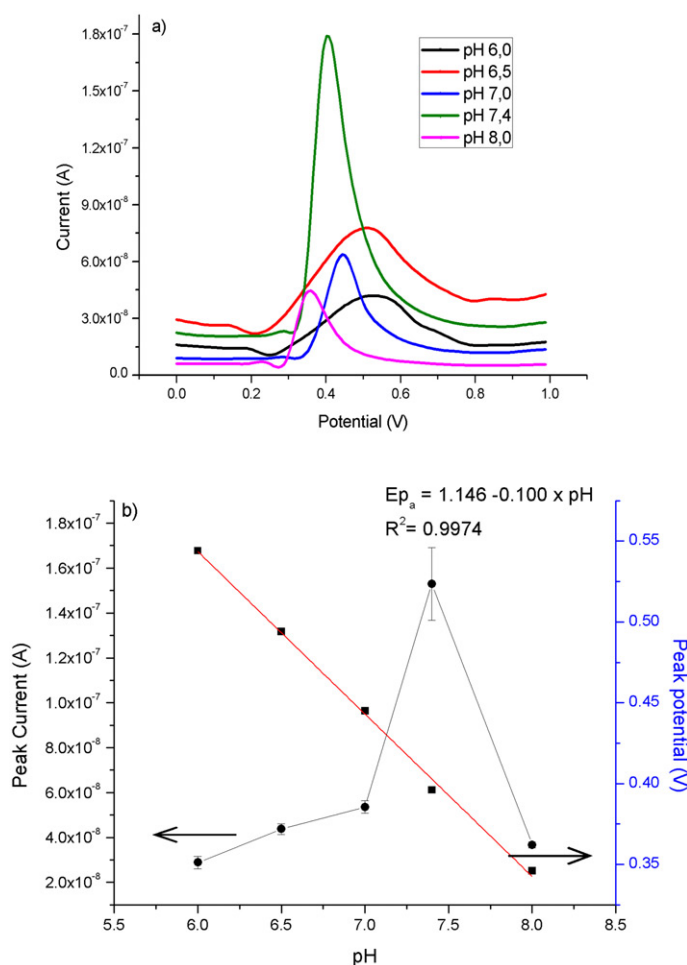 a)
1.8x10⁻⁷
1.5x10⁻⁷
1.2x10⁻⁷
9.0x10⁻⁸
6.0x10⁻⁸
3.0x10⁻⁸
0.0
Current (A)
pH 6,0
pH 6,5
pH 7,0
pH 7,4
pH 8,0
0.0 0.2 0.4 0.6 0.8 1.0
Potential (V)
b)
Epₐ = 1.146 -0.100 x pH
R²= 0.9974
1.8x10⁻⁷
1.6x10⁻⁷
1.4x10⁻⁷
1.2x10⁻⁷
1.0x10⁻⁷
8.0x10⁻⁸
6.0x10⁻⁸
4.0x10⁻⁸
2.0x10⁻⁸
Peak Current (A)
0.55
0.50
0.45
0.40
0.35
Peak potential
(V)
5.5 6.0 6.5 7.0 7.5 8.0 8.5
pH